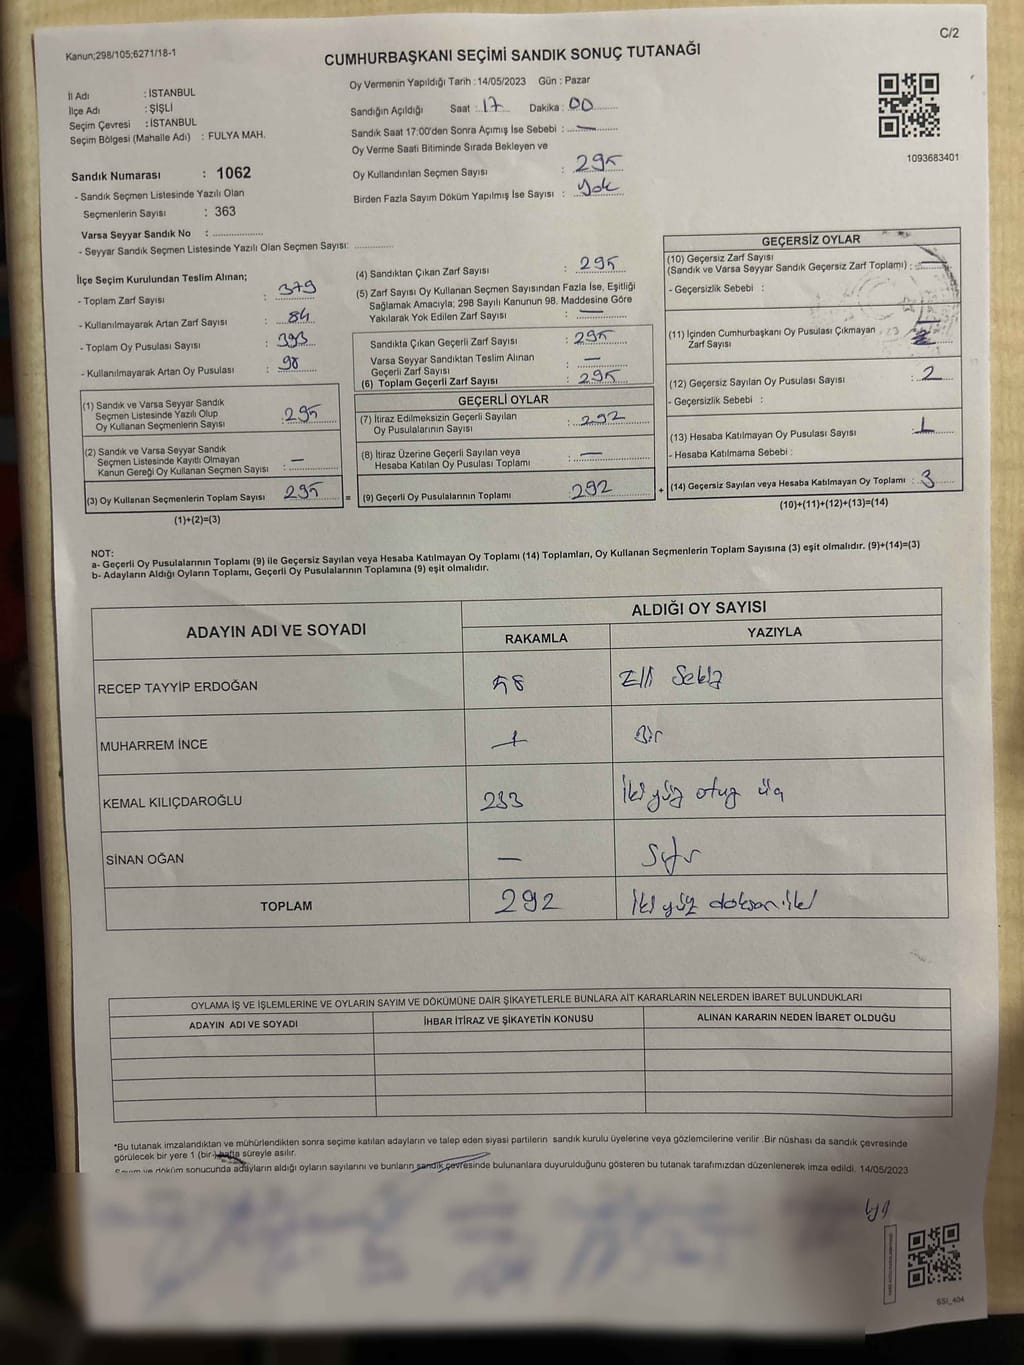 Kanun;298/105;6271/18-1
C/2
CUMHURBAŞKANI SEÇİMİ SANDIK SONUÇ TUTANAĞI
Oy Vermenin Yapıldığı Tarih : 14/05/2023 Gün : Pazar
İl Adı : İSTANBUL
İlçe Adı : ŞİŞLİ
Seçim Çevresi : İSTANBUL
Seçim Bölgesi (Mahalle Adı) : FULYA MAH.
Sandığın Açıldığı Saat : 17 Dakika : 00
Sandık Saat 17:00'den Sonra Açımış İse Sebebi : —
Oy Verme Saati Bitiminde Sırada Bekleyen ve
Oy Kullandırılan Seçmen Sayısı : 295
Birden Fazla Sayım Döküm Yapılmış İse Sayısı : Yok
1093683401
Sandık Numarası : 1062
- Sandık Seçmen Listesinde Yazılı Olan
Seçmenlerin Sayısı : 363
Varsa Seyyar Sandık No :
- Seyyar Sandık Seçmen Listesinde Yazılı Olan Seçmen Sayısı:
İlçe Seçim Kurulundan Teslim Alınan;
- Toplam Zarf Sayısı : 379
- Kullanılmayarak Artan Zarf Sayısı : 84
- Toplam Oy Pusulası Sayısı : 393
- Kullanılmayarak Artan Oy Pusulası : 98
(1) Sandık ve Varsa Seyyar Sandık
Seçmen Listesinde Yazılı Olup
Oy Kullanan Seçmenlerin Sayısı : 295
(2) Sandık ve Varsa Seyyar Sandık
Seçmen Listesinde Kayıtlı Olmayan
Kanun Gereği Oy Kullanan Seçmen Sayısı : —
(3) Oy Kullanan Seçmenlerin Toplam Sayısı : 295
(1)+(2)=(3)
(4) Sandıktan Çıkan Zarf Sayısı : 295
(5) Zarf Sayısı Oy Kullanan Seçmen Sayısından Fazla İse, Eşitliği
Sağlamak Amacıyla; 298 Sayılı Kanunun 98. Maddesine Göre
Yakılarak Yok Edilen Zarf Sayısı : —
Sandıkta Çıkan Geçerli Zarf Sayısı : 295
Varsa Seyyar Sandıktan Teslim Alınan
Geçerli Zarf Sayısı : —
(6) Toplam Geçerli Zarf Sayısı : 295
GEÇERLİ OYLAR
(7) İtiraz Edilmeksizin Geçerli Sayılan
Oy Pusulalarının Sayısı : 292
(8) İtiraz Üzerine Geçerli Sayılan veya
Hesaba Katılan Oy Pusulası Toplamı : —
= (9) Geçerli Oy Pusulalarının Toplamı : 292
GEÇERSİZ OYLAR
(10) Geçersiz Zarf Sayısı
(Sandık ve Varsa Seyyar Sandık Geçersiz Zarf Toplamı) : —
- Geçersizlik Sebebi :
(11) İçinden Cumhurbaşkanı Oy Pusulası Çıkmayan
Zarf Sayısı
(12) Geçersiz Sayılan Oy Pusulası Sayısı : 2
- Geçersizlik Sebebi :
(13) Hesaba Katılmayan Oy Pusulası Sayısı : 1
- Hesaba Katılmama Sebebi :
+ (14) Geçersiz Sayılan veya Hesaba Katılmayan Oy Toplamı : 3
(10)+(11)+(12)+(13)=(14)
NOT:
a- Geçerli Oy Pusulalarının Toplamı (9) ile Geçersiz Sayılan veya Hesaba Katılmayan Oy Toplamı (14) Toplamları, Oy Kullanan Seçmenlerin Toplam Sayısına (3) eşit olmalıdır. (9)+(14)=(3)
b- Adayların Aldığı Oyların Toplamı, Geçerli Oy Pusulalarının Toplamına (9) eşit olmalıdır.
ADAYIN ADI VE SOYADI
ALDIĞI OY SAYISI
RAKAMLA YAZIYLA
RECEP TAYYİP ERDOĞAN 58 Elli Sekiz
MUHARREM İNCE 1 Bir
KEMAL KILIÇDAROĞLU 233 İki yüz otuz üç
SİNAN OĞAN — Sıfır
TOPLAM 292 İki yüz doksan iki
OYLAMA İŞ VE İŞLEMLERİNE VE OYLARIN SAYIM VE DÖKÜMÜNE DAİR ŞİKAYETLERLE BUNLARA AİT KARARLARIN NELERDEN İBARET BULUNDUKLARI
ADAYIN ADI VE SOYADI İHBAR İTİRAZ VE ŞİKAYETİN KONUSU ALINAN KARARIN NEDEN İBARET OLDUĞU
*Bu tutanak imzalandıktan ve mühürlendikten sonra seçime katılan adayların ve talep eden siyasi partilerin sandık kurulu üyelerine veya gözlemcilerine verilir .Bir nüshası da sandık çevresinde
görülecek bir yere 1 (bir-) hafta süreyle asılır.
Sayım ve döküm sonucunda adayların aldığı oyların sayılarını ve bunların sandık çevresinde bulunanlara duyurulduğunu gösteren bu tutanak tarafımızdan düzenlenerek imza edildi. 14/05/2023
SSI_404